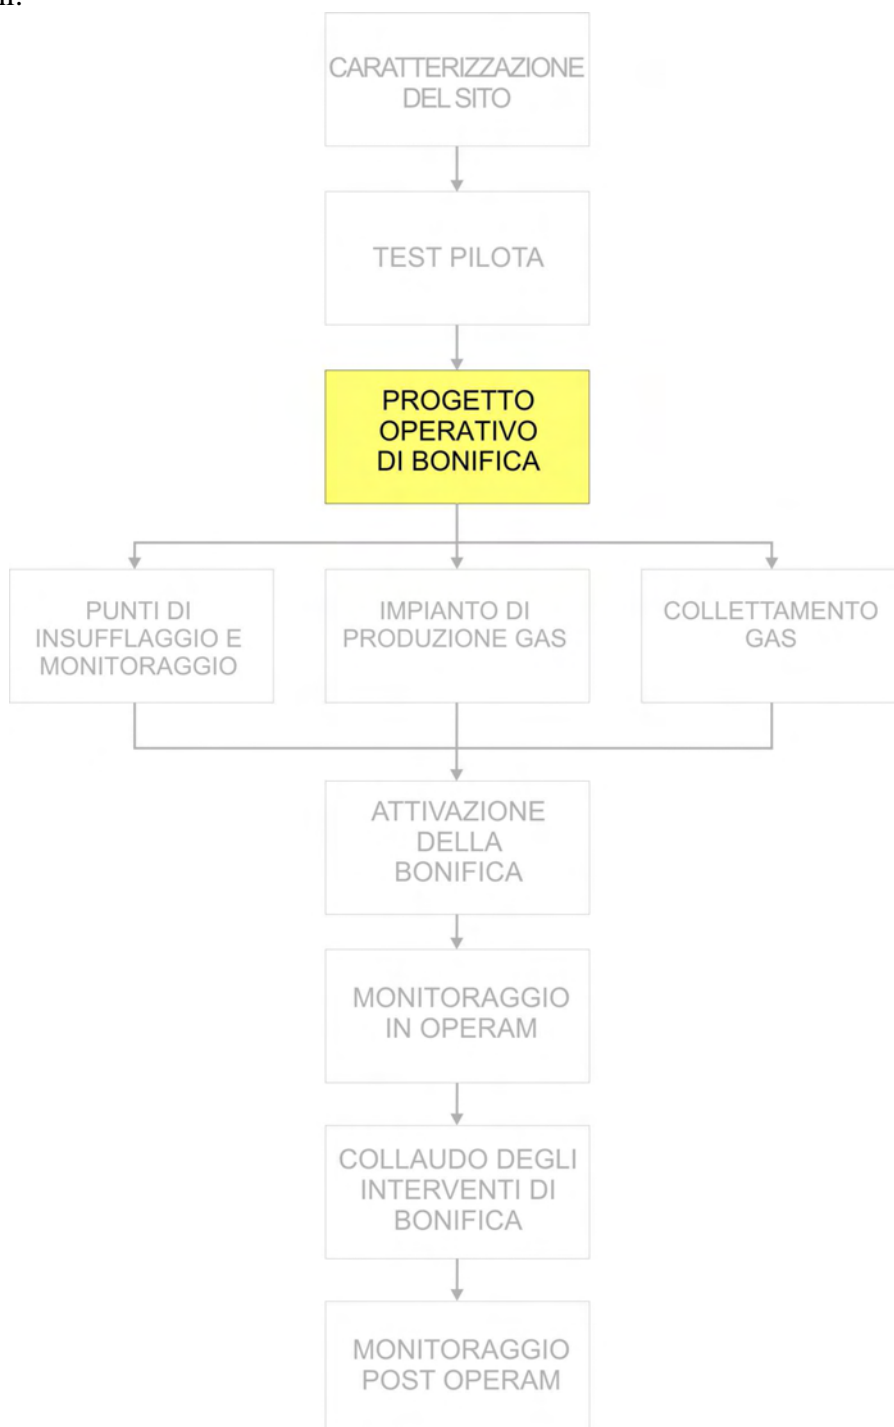 CARATTERIZZAZIONE
DEL SITO
TEST PILOTA
PROGETTO
OPERATIVO
DI BONIFICA
PUNTI DI
INSUFFLAGGIO E
MONITORAGGIO
IMPIANTO DI
PRODUZIONE GAS
COLLETTAMENTO
GAS
ATTIVAZIONE
DELLA
BONIFICA
MONITORAGGIO
IN OPERAM
COLLAUDO DEGLI
INTERVENTI DI
BONIFICA
MONITORAGGIO
POST OPERAM